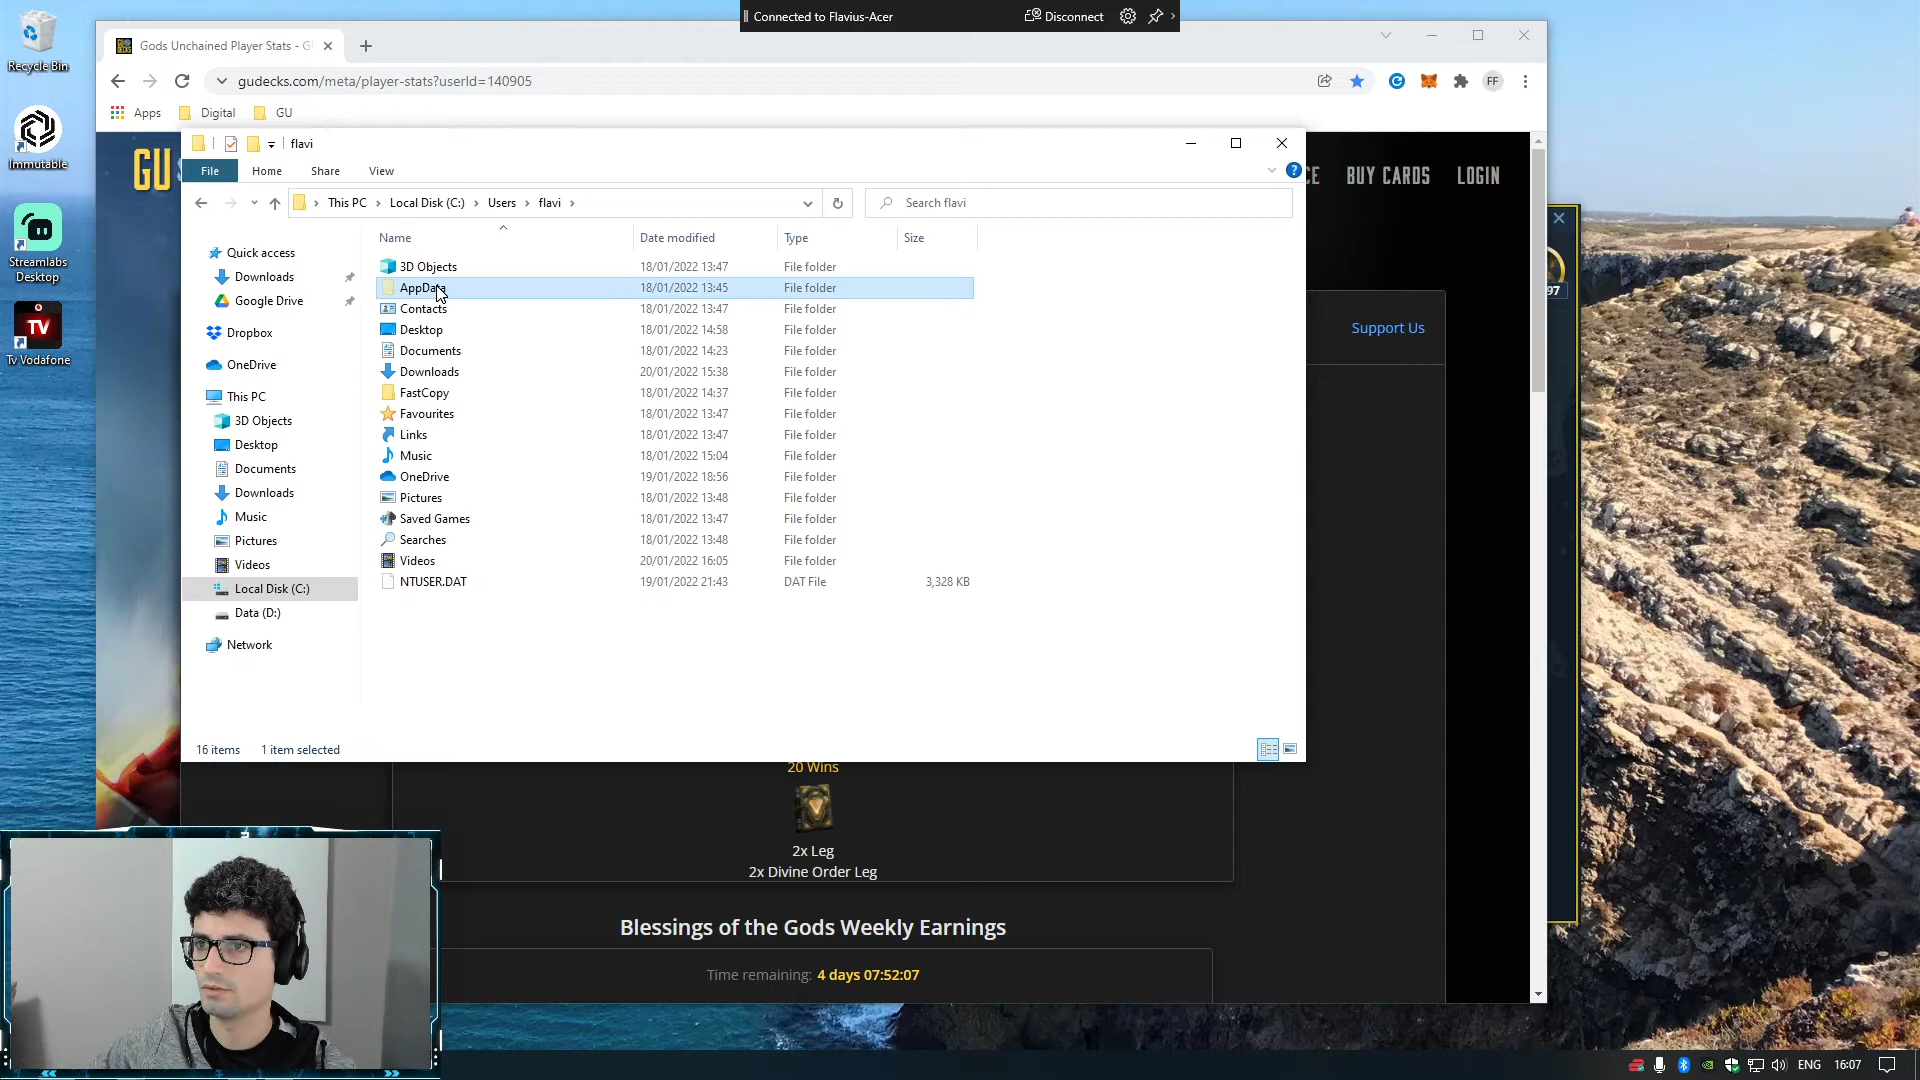 Connected to Flavius-Acer
Disconnect
Recycle Bin
Gods Unchained Player Stats - G
gudecks.com/meta/player-stats?userId=140905
FF
Apps
Digital
GU
Immutable
flavi
GU
File
Home
Share
View
CE
BUY CARDS
LOGIN
This PC
Local Disk (C:)
Users
flavi
Search flavi
Name
Date modified
Type
Size
Streamlabs Desktop
97
Support Us
TV
Tv Vodafone
Quick access
Downloads
Google Drive
Dropbox
OneDrive
This PC
3D Objects
Desktop
Documents
Downloads
Music
Pictures
Videos
Local Disk (C:)
Data (D:)
Network
3D Objects 18/01/2022 13:47 File folder
AppData 18/01/2022 13:45 File folder
Contacts 18/01/2022 13:47 File folder
Desktop 18/01/2022 14:58 File folder
Documents 18/01/2022 14:23 File folder
Downloads 20/01/2022 15:38 File folder
FastCopy 18/01/2022 14:37 File folder
Favourites 18/01/2022 13:47 File folder
Links 18/01/2022 13:47 File folder
Music 18/01/2022 15:04 File folder
OneDrive 19/01/2022 18:56 File folder
Pictures 18/01/2022 13:48 File folder
Saved Games 18/01/2022 13:47 File folder
Searches 18/01/2022 13:48 File folder
Videos 20/01/2022 16:05 File folder
NTUSER.DAT 19/01/2022 21:43 DAT File 3,328 KB
16 items
1 item selected
20 Wins
2x Leg
2x Divine Order Leg
Blessings of the Gods Weekly Earnings
Time remaining: 4 days 07:52:07
ENG
16:07